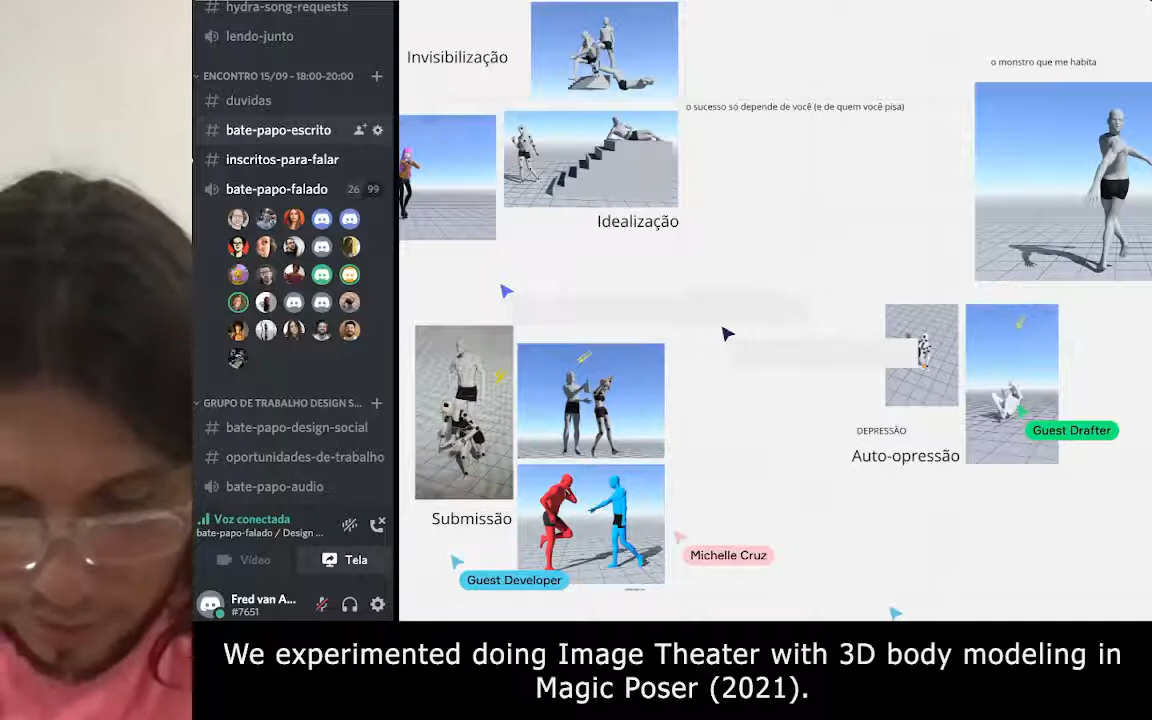 # hydra-song-requests
lendo-junto
ENCONTRO 15/09 - 18:00-20:00 +
# duvidas
# bate-papo-escrito
# inscritos-para-falar
bate-papo-falado 26 99
GRUPO DE TRABALHO DESIGN S... +
# bate-papo-design-social
# oportunidades-de-trabalho
bate-papo-audio
Voz conectada
bate-papo-falado / Design ...
Vídeo Tela
Fred van A...
#7651
Invisibilização
o monstro que me habita
o sucesso só depende de você (e de quem você pisa)
Idealização
DEPRESSÃO
Guest Drafter
Auto-opressão
Submissão
Michelle Cruz
Guest Developer
We experimented doing Image Theater with 3D body modeling in
Magic Poser (2021).